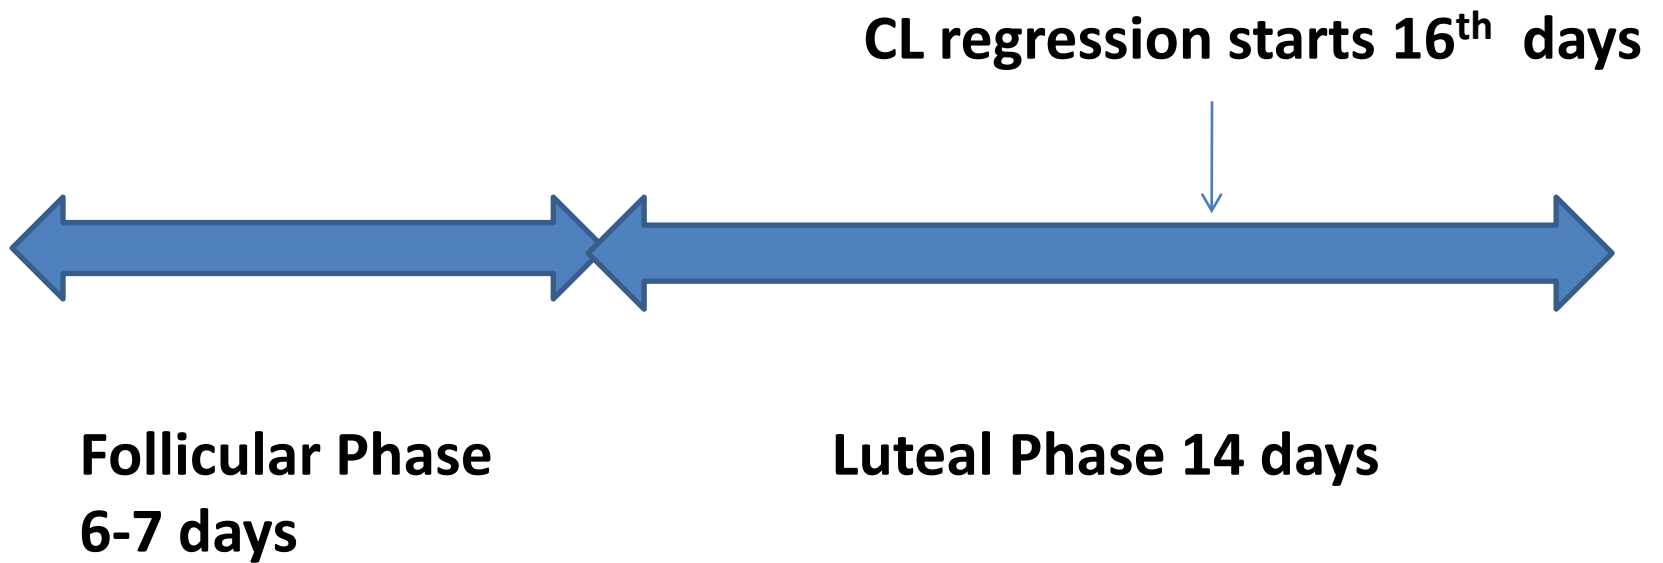 CL regression starts 16th days
Follicular Phase
6-7 days
Luteal Phase 14 days